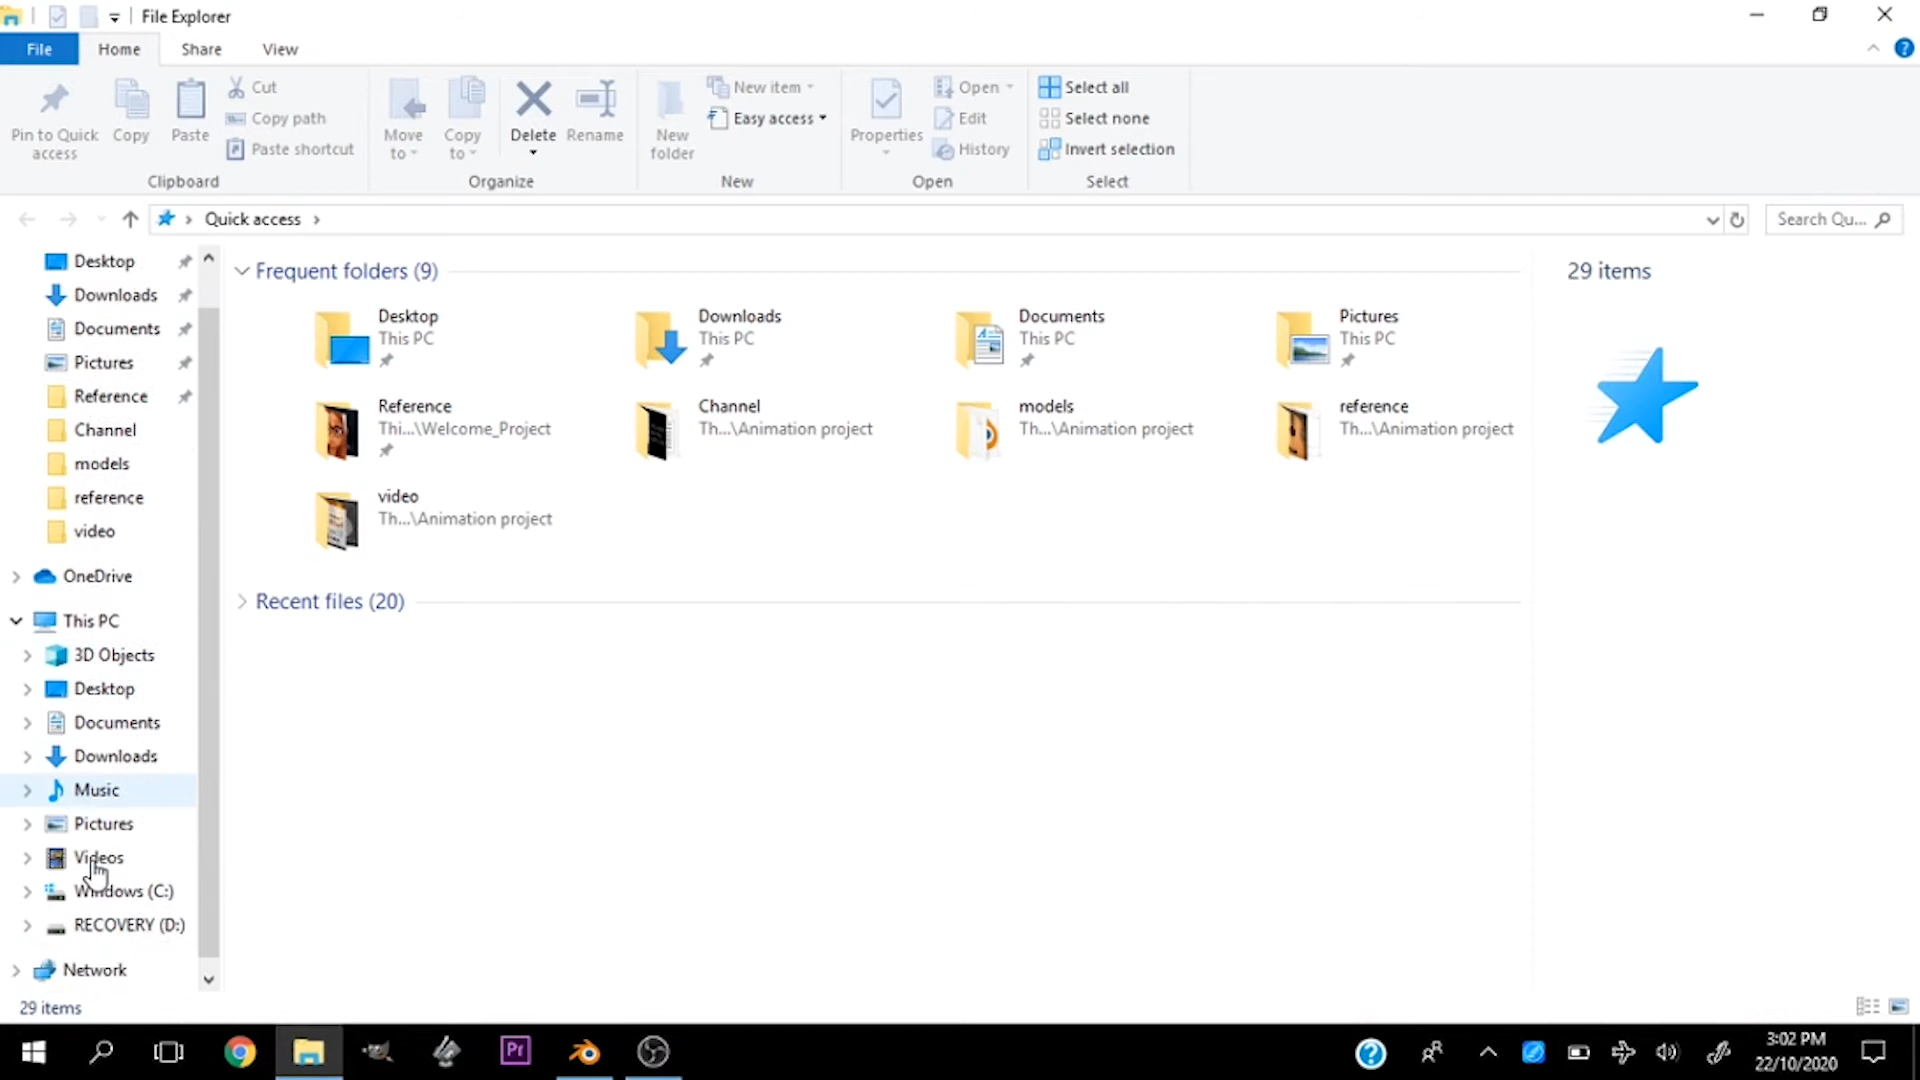 File Explorer
File
Home
Share
View
Pin to Quick
access
Copy
Paste
Cut
Copy path
Paste shortcut
Clipboard
Move
to
Copy
to
Delete
Rename
Organize
New
folder
New item
Easy access
New
Properties
Open
Edit
History
Open
Select all
Select none
Invert selection
Select
Quick access
Search Qu...
Desktop
Downloads
Documents
Pictures
Reference
Channel
models
reference
video
OneDrive
This PC
3D Objects
Desktop
Documents
Downloads
Music
Pictures
Videos
Windows (C:)
RECOVERY (D:)
Network
29 items
Frequent folders (9)
Desktop
This PC
Downloads
This PC
Documents
This PC
Pictures
This PC
Reference
Thi...\Welcome_Project
Channel
Th...\Animation project
models
Th...\Animation project
reference
Th...\Animation project
video
Th...\Animation project
Recent files (20)
29 items
Pr
3:02 PM
22/10/2020